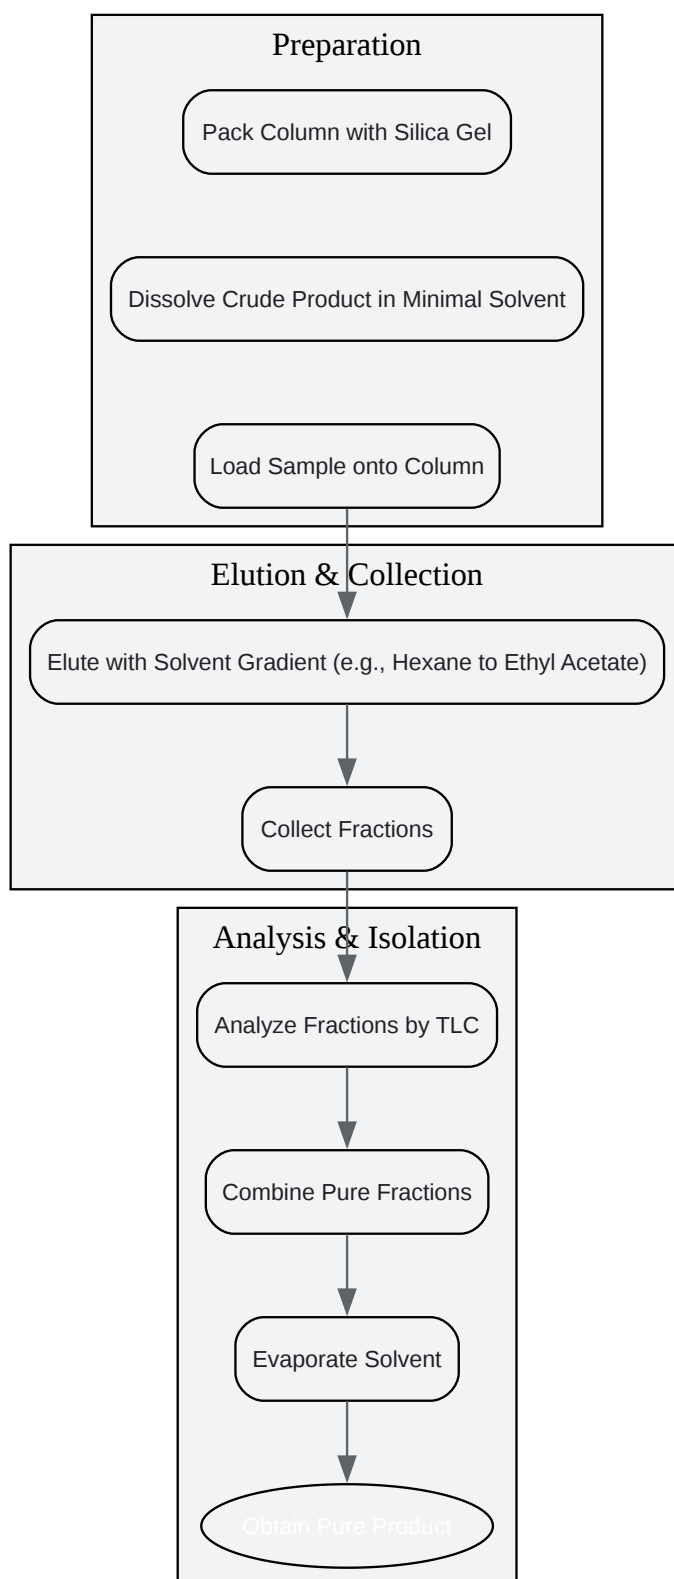 Preparation
Pack Column with Silica Gel
Dissolve Crude Product in Minimal Solvent
Load Sample onto Column
Elution & Collection
Elute with Solvent Gradient (e.g., Hexane to Ethyl Acetate)
Collect Fractions
Analysis & Isolation
Analyze Fractions by TLC
Combine Pure Fractions
Evaporate Solvent
Obtain Pure Product